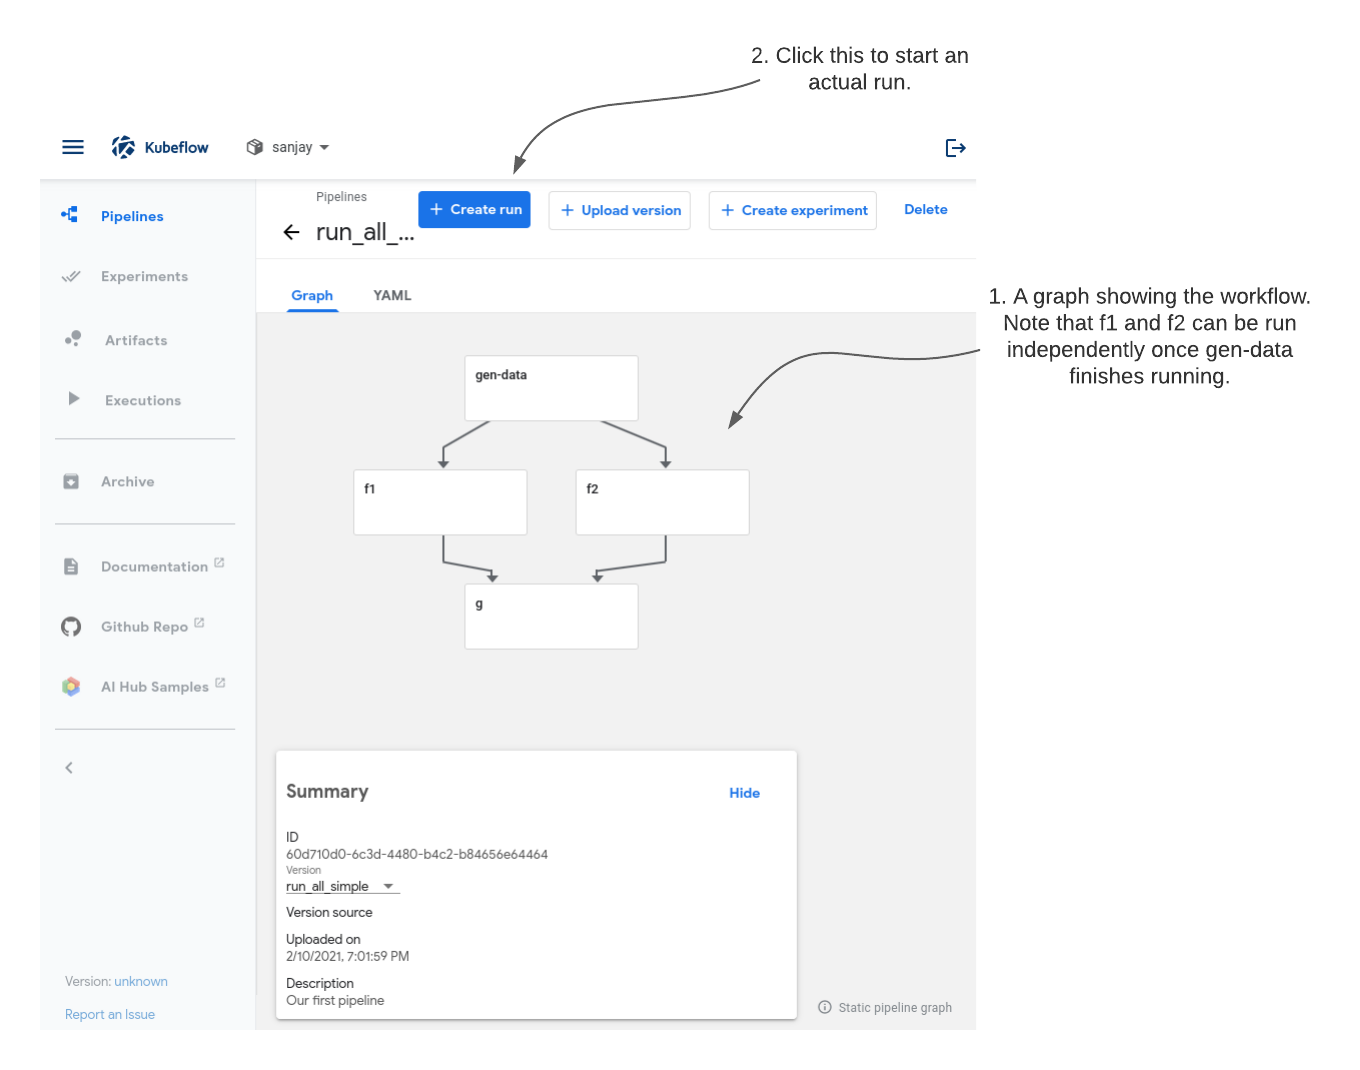 2. Click this to start an
actual run.
Kubeflow
sanjay
Pipelines
Experiments
Artifacts
Executions
Archive
Documentation
Github Repo
AI Hub Samples
Version: unknown
Report an Issue
Pipelines
run_all_...
+ Create run
+ Upload version
+ Create experiment
Delete
Graph
YAML
1. A graph showing the workflow.
Note that f1 and f2 can be run
independently once gen-data
finishes running.
gen-data
f1
f2
g
Summary
Hide
ID
60d710d0-6c3d-4480-b4c2-b84656e64464
Version
run_all_simple
Version source
Uploaded on
2/10/2021, 7:01:59 PM
Description
Our first pipeline
Static pipeline graph